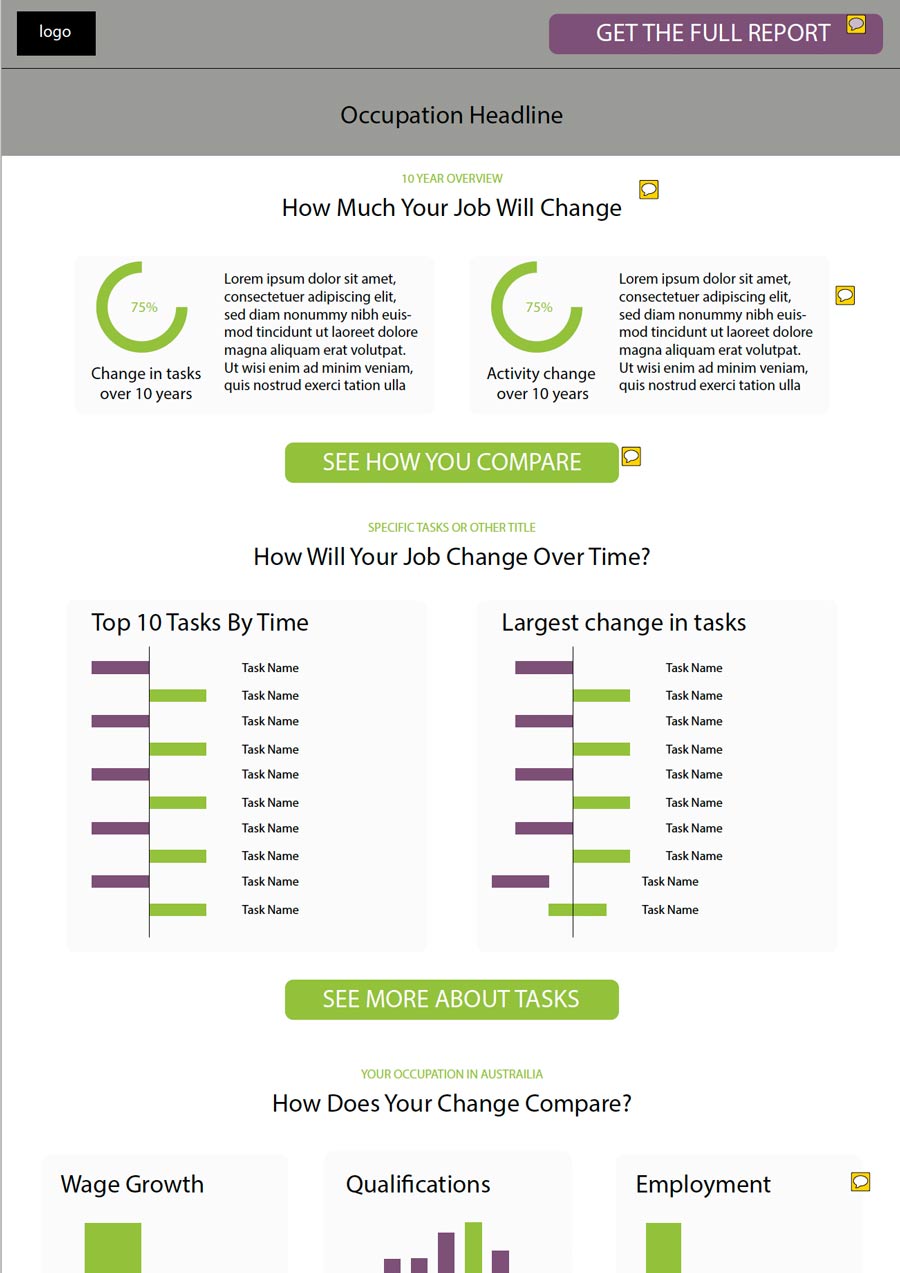 logo
GET THE FULL REPORT
Occupation Headline
10 YEAR OVERVIEW
How Much Your Job Will Change
75%
Change in tasks
over 10 years
Lorem ipsum dolor sit amet,
consectetuer adipiscing elit,
sed diam nonummy nibh euis-
mod tincidunt ut laoreet dolore
magna aliquam erat volutpat.
Ut wisi enim ad minim veniam,
quis nostrud exerci tation ulla
75%
Activity change
over 10 years
Lorem ipsum dolor sit amet,
consectetuer adipiscing elit,
sed diam nonummy nibh euis-
mod tincidunt ut laoreet dolore
magna aliquam erat volutpat.
Ut wisi enim ad minim veniam,
quis nostrud exerci tation ulla
SEE HOW YOU COMPARE
SPECIFIC TASKS OR OTHER TITLE
How Will Your Job Change Over Time?
Top 10 Tasks By Time
Task Name
Task Name
Task Name
Task Name
Task Name
Task Name
Task Name
Task Name
Task Name
Task Name
Largest change in tasks
Task Name
Task Name
Task Name
Task Name
Task Name
Task Name
Task Name
Task Name
Task Name
Task Name
SEE MORE ABOUT TASKS
YOUR OCCUPATION IN AUSTRAILIA
How Does Your Change Compare?
Wage Growth
Qualifications
Employment